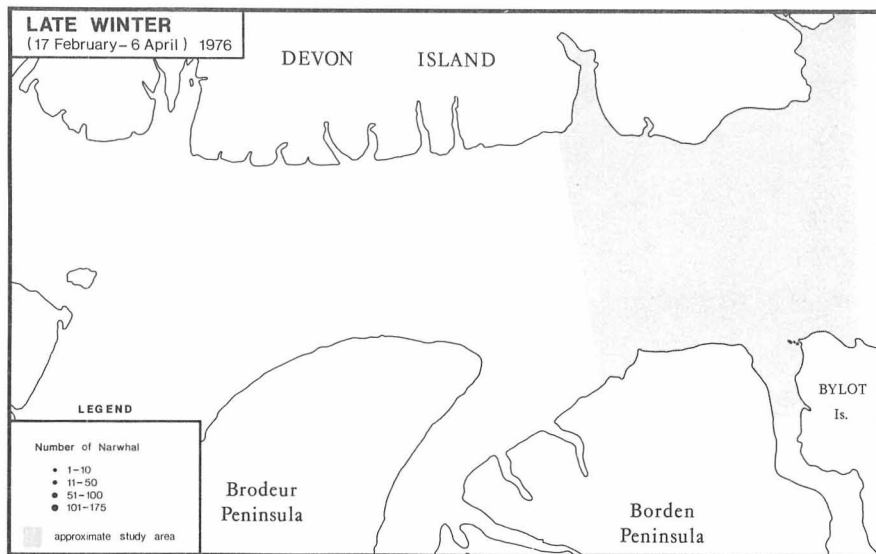 LATE WINTER
(17 February – 6 April) 1976
DEVON ISLAND
BYLOT
Is.
LEGEND
Number of Narwhal
1–10
11–50
51–100
101–175
approximate study area
Brodeur
Peninsula
Borden
Peninsula